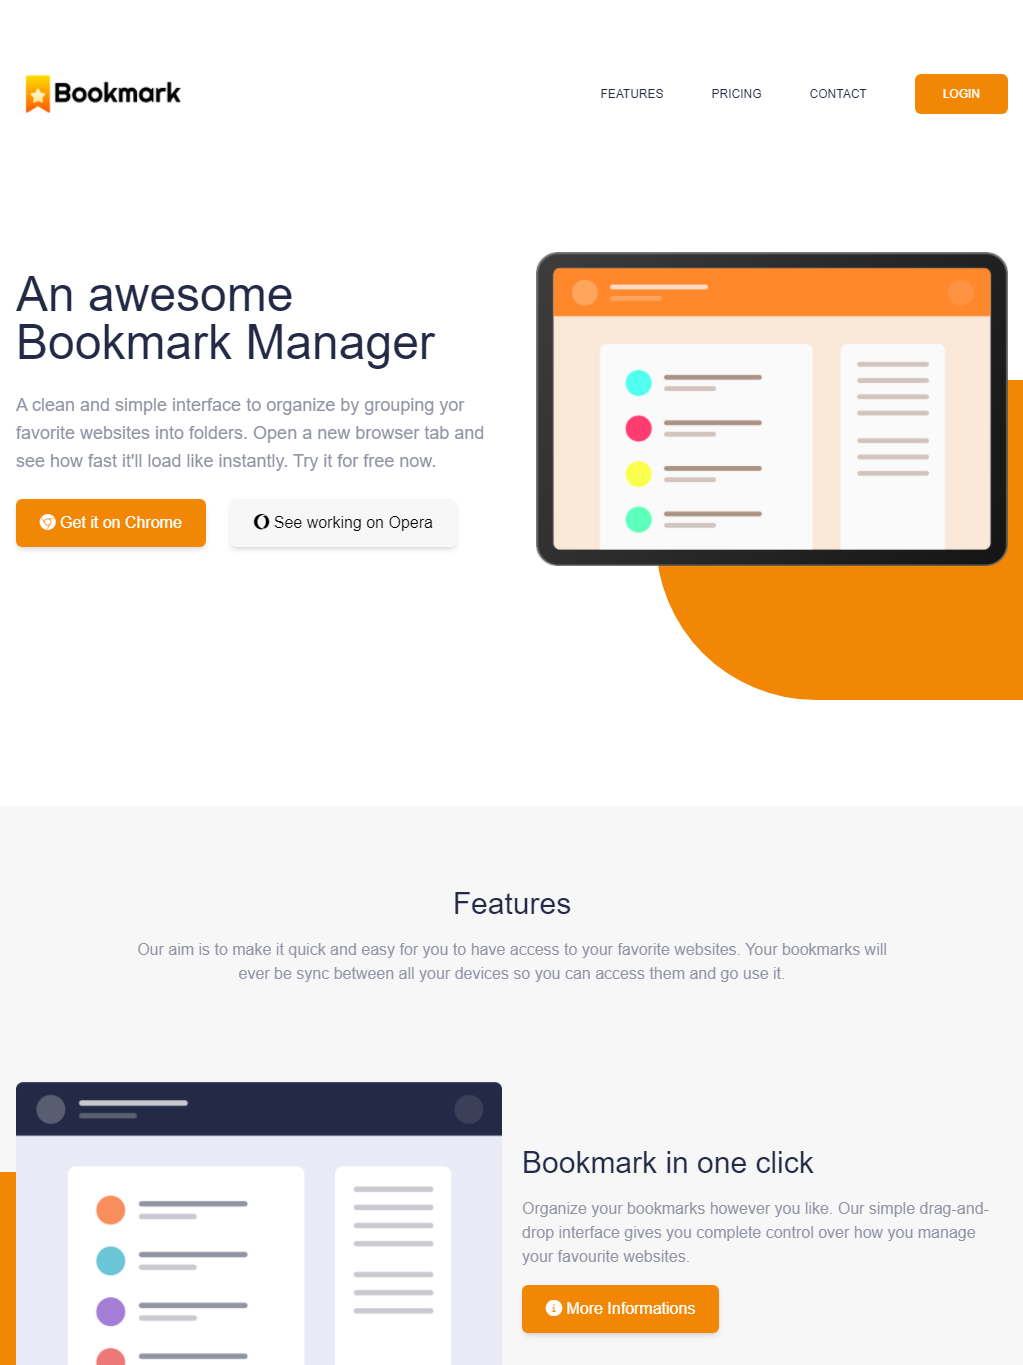 Bookmark
FEATURES
PRICING
CONTACT
LOGIN
An awesome
Bookmark Manager
A clean and simple interface to organize by grouping yor
favorite websites into folders. Open a new browser tab and
see how fast it'll load like instantly. Try it for free now.
Get it on Chrome
See working on Opera
Features
Our aim is to make it quick and easy for you to have access to your favorite websites. Your bookmarks will
ever be sync between all your devices so you can access them and go use it.
Bookmark in one click
Organize your bookmarks however you like. Our simple drag-and-
drop interface gives you complete control over how you manage
your favourite websites.
More Informations